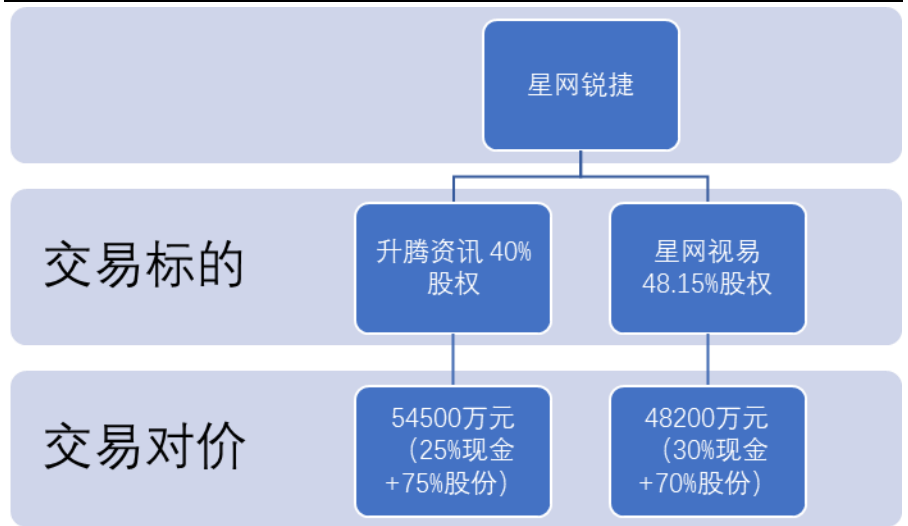 星网锐捷
交易标的
升腾资讯 40%
股权
星网视易
48.15%股权
交易对价
54500万元
（25%现金
+75%股份）
48200万元
（30%现金
+70%股份）